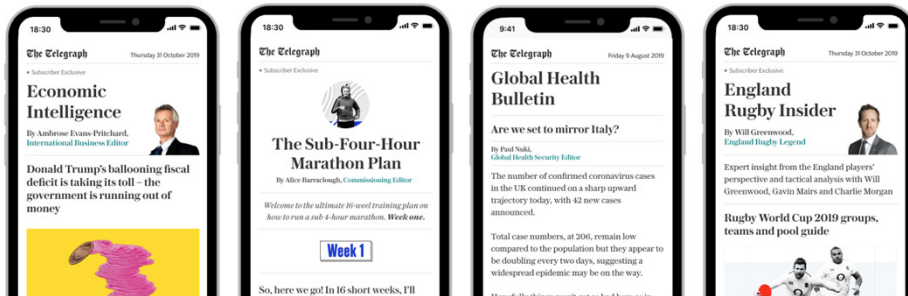 18:30
The Telegraph
Thursday 31 October 2019
• Subscriber Exclusive
Economic
Intelligence
By Ambrose Evans-Pritchard,
International Business Editor
Donald Trump's ballooning fiscal
deficit is taking its toll – the
government is running out of
money
18:30
The Telegraph
Thursday 31 October 2019
• Subscriber Exclusive
The Sub-Four-Hour
Marathon Plan
By Alice Barraclough, Commissioning Editor
Welcome to the ultimate 16-weel training plan on
how to run a sub 4-hour marathon. Week one.
Week 1
So, here we go! In 16 short weeks, I'll
9:41
The Telegraph
Friday 9 August 2019
Global Health
Bulletin
Are we set to mirror Italy?
By Paul Nuki,
Global Health Security Editor
The number of confirmed coronavirus cases
in the UK continued on a sharp upward
trajectory today, with 42 new cases
announced.
Total case numbers, at 206, remain low
compared to the population but they appear to
be doubling every two days, suggesting a
widespread epidemic may be on the way.
18:30
The Telegraph
Thursday 31 October 2019
• Subscriber Exclusive
England
Rugby Insider
By Will Greenwood,
England Rugby Legend
Expert insight from the England players'
perspective and tactical analysis with Will
Greenwood, Gavin Mairs and Charlie Morgan
Rugby World Cup 2019 groups,
teams and pool guide